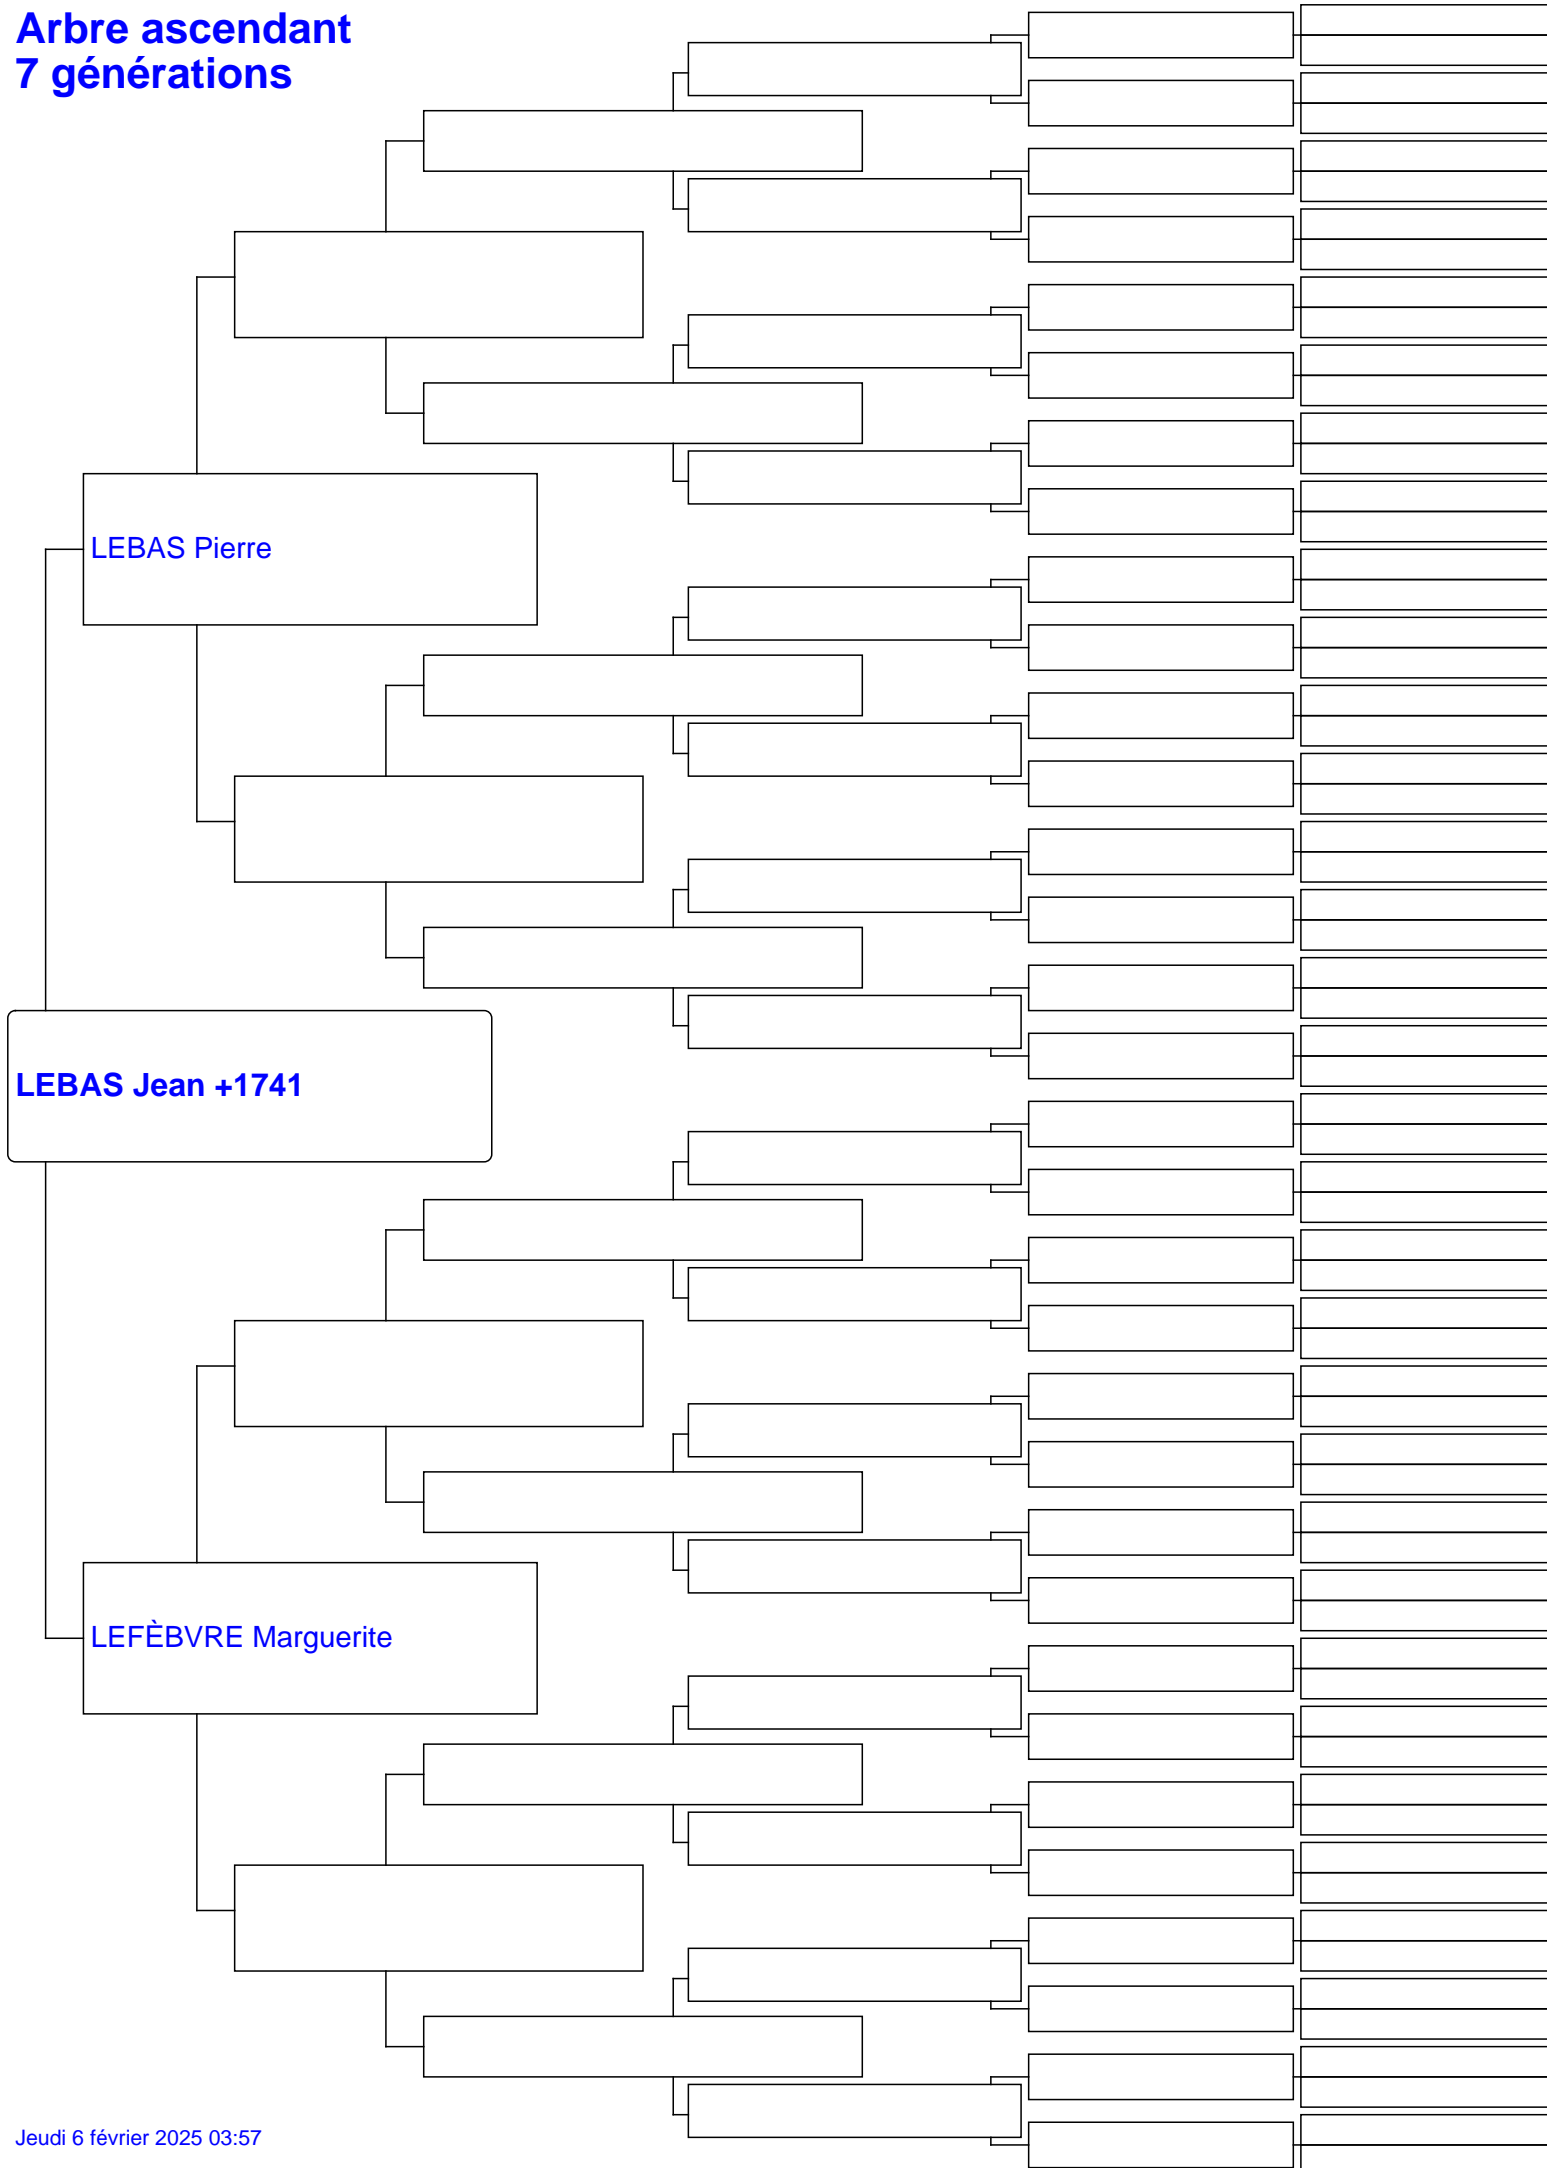 Arbre ascendant
7 générations
LEBAS Pierre
LEBAS Jean +1741
LEFÈBVRE Marguerite
Jeudi 6 février 2025 03:57